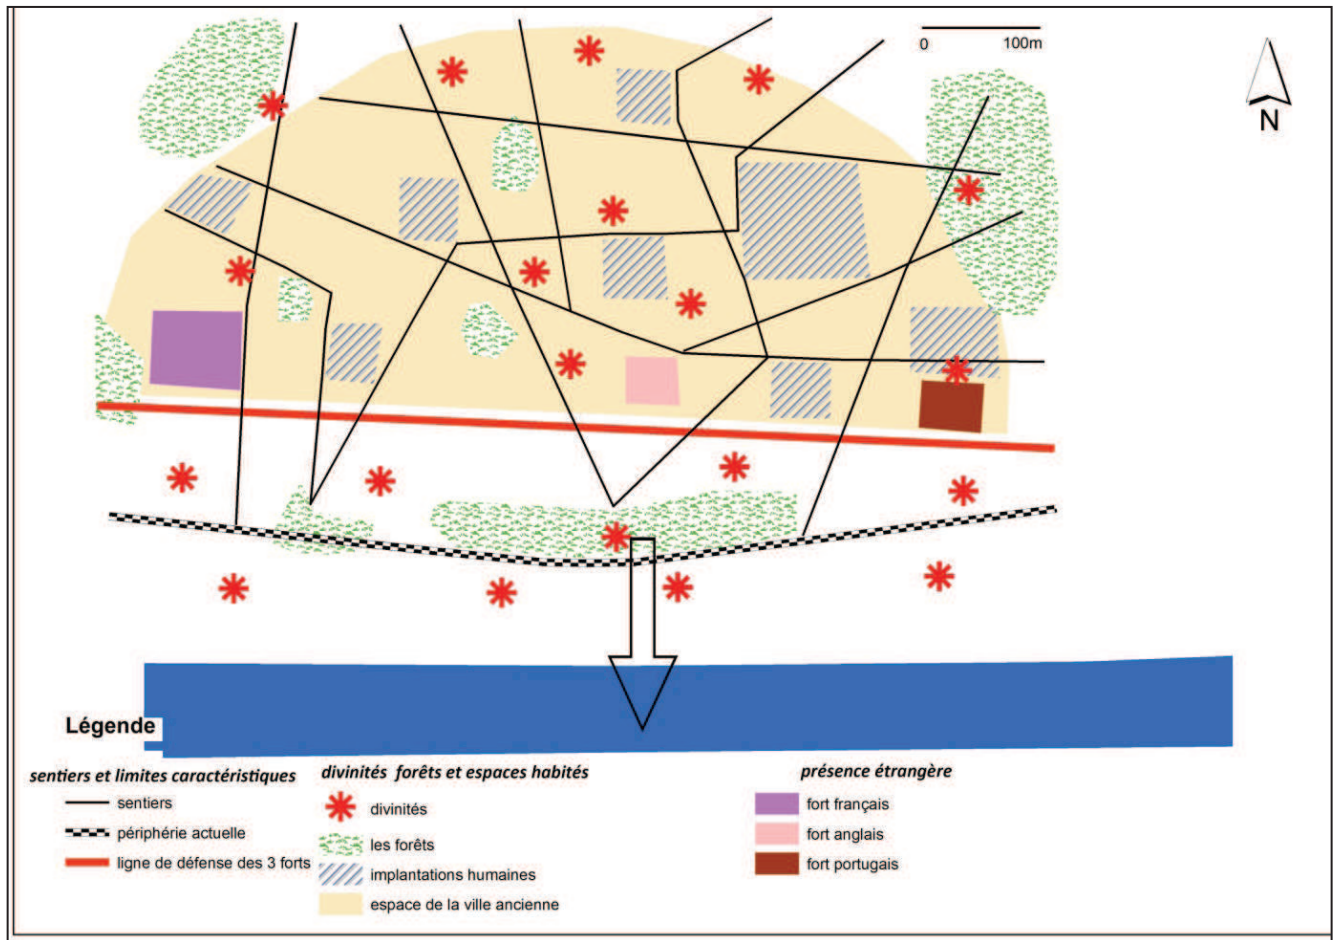 0 100m
N
Légende
sentiers et limites caractéristiques
sentiers
périphérie actuelle
ligne de défense des 3 forts
divinités forêts et espaces habités
divinités
les forêts
implantations humaines
espace de la ville ancienne
présence étrangère
fort français
fort anglais
fort portugais